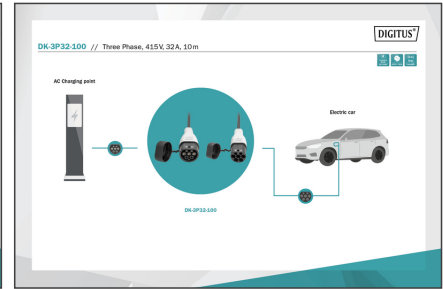 DIGITUS®
DK-3P32-100 // Three Phase, 415V, 32A, 10m
AC Charging point
Electric car
DK-3P32-100